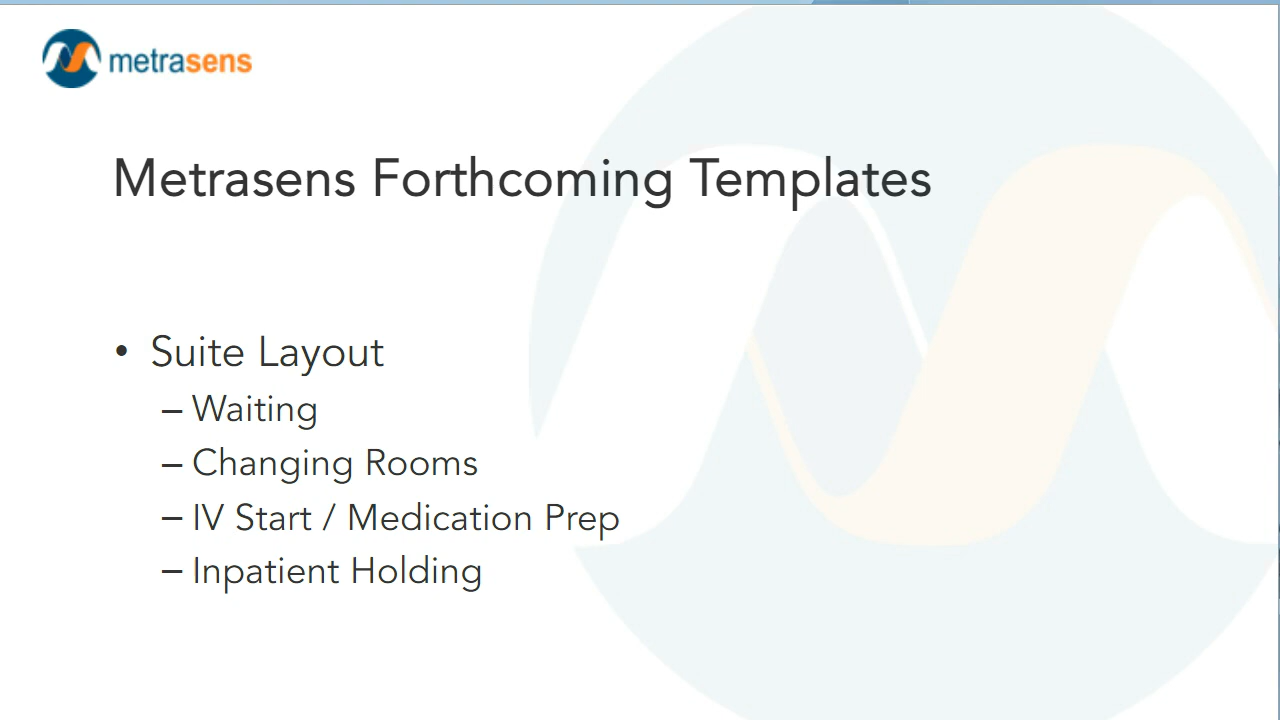 metrasens
Metrasens Forthcoming Templates
• Suite Layout
– Waiting
– Changing Rooms
– IV Start / Medication Prep
– Inpatient Holding